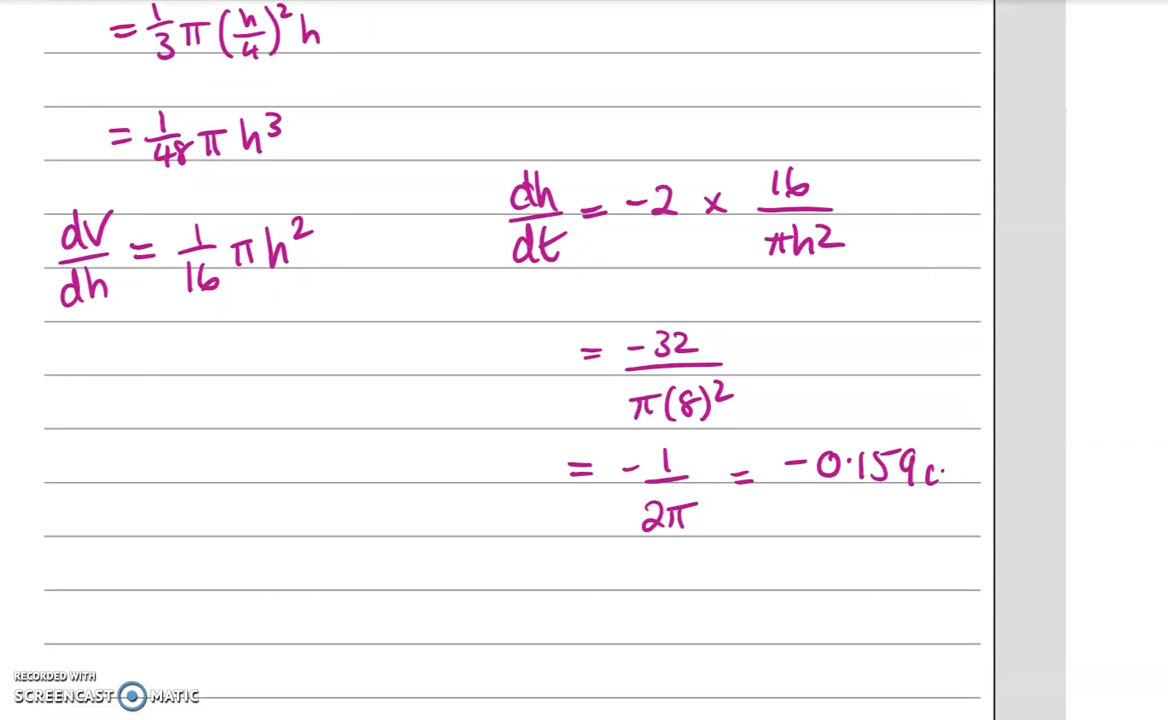 = 1/3 π (h/4)² h
= 1/48 π h³
dV/dh = 1/16 π h²
dh/dt = -2 × 16/πh2
= -32/π(8)²
= -1/2π = -0.159 c
RECORDED WITH
SCREENCAST MATIC